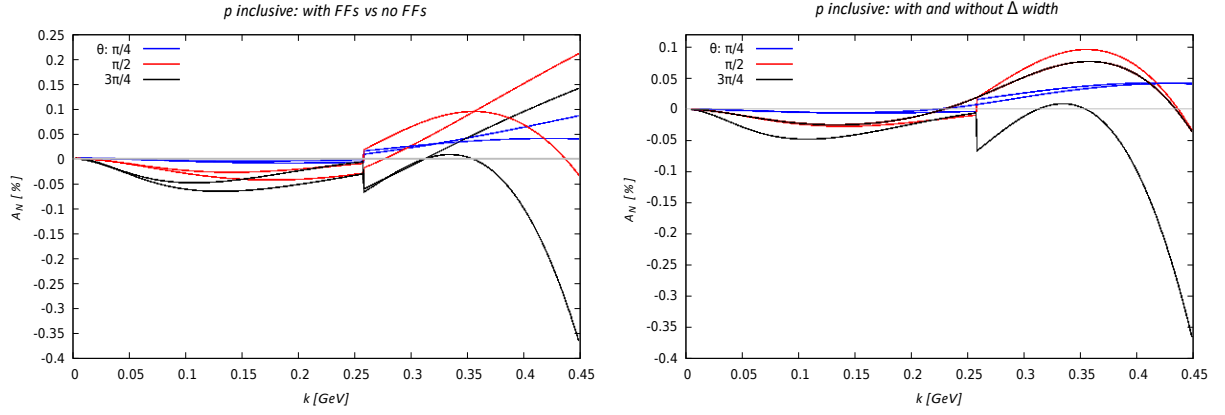 p inclusive: with FFs vs no FFs
0.25
0.2
0.15
0.1
0.05
0
-0.05
-0.1
-0.15
-0.2
-0.25
-0.3
-0.35
-0.4
A_N [%]
θ: π/4
π/2
3π/4
0 0.05 0.1 0.15 0.2 0.25 0.3 0.35 0.4 0.45
k [GeV]
p inclusive: with and without Δ width
0.1
0.05
0
-0.05
-0.1
-0.15
-0.2
-0.25
-0.3
-0.35
-0.4
A_N [%]
θ: π/4
π/2
3π/4
0 0.05 0.1 0.15 0.2 0.25 0.3 0.35 0.4 0.45
k [GeV]